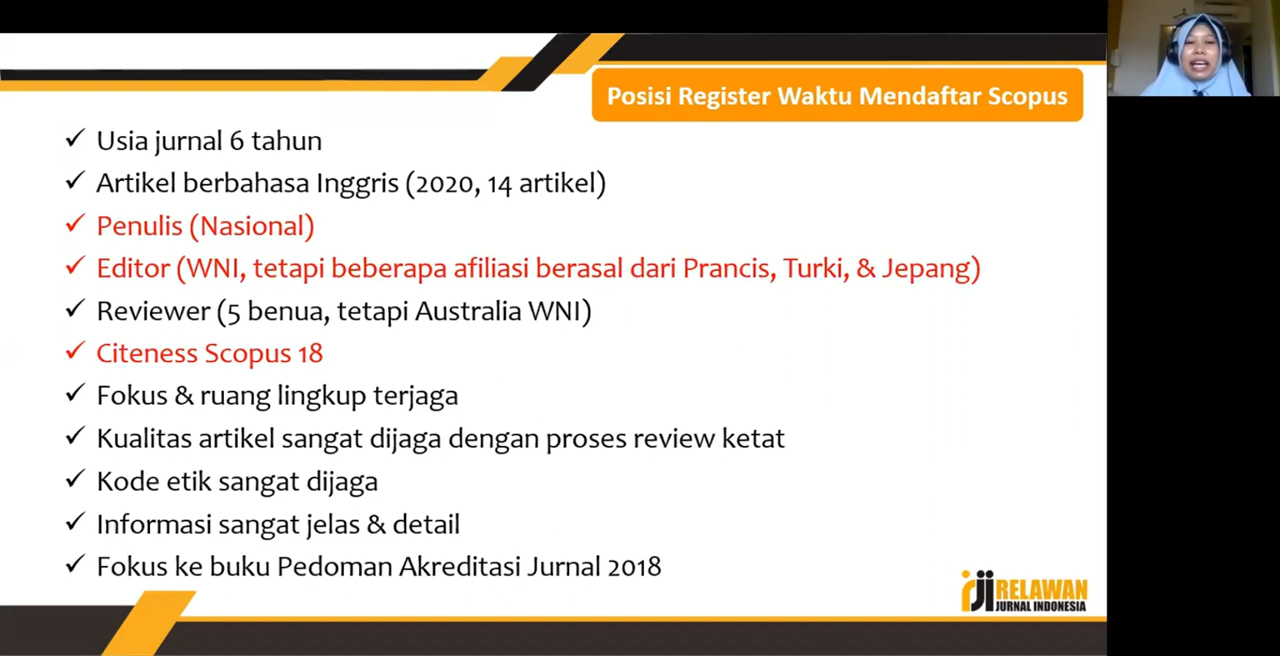 Posisi Register Waktu Mendaftar Scopus
✓ Usia jurnal 6 tahun
✓ Artikel berbahasa Inggris (2020, 14 artikel)
✓ Penulis (Nasional)
✓ Editor (WNI, tetapi beberapa afiliasi berasal dari Prancis, Turki, & Jepang)
✓ Reviewer (5 benua, tetapi Australia WNI)
✓ Citeness Scopus 18
✓ Fokus & ruang lingkup terjaga
✓ Kualitas artikel sangat dijaga dengan proses review ketat
✓ Kode etik sangat dijaga
✓ Informasi sangat jelas & detail
✓ Fokus ke buku Pedoman Akreditasi Jurnal 2018
rji RELAWAN
JURNAL INDONESIA